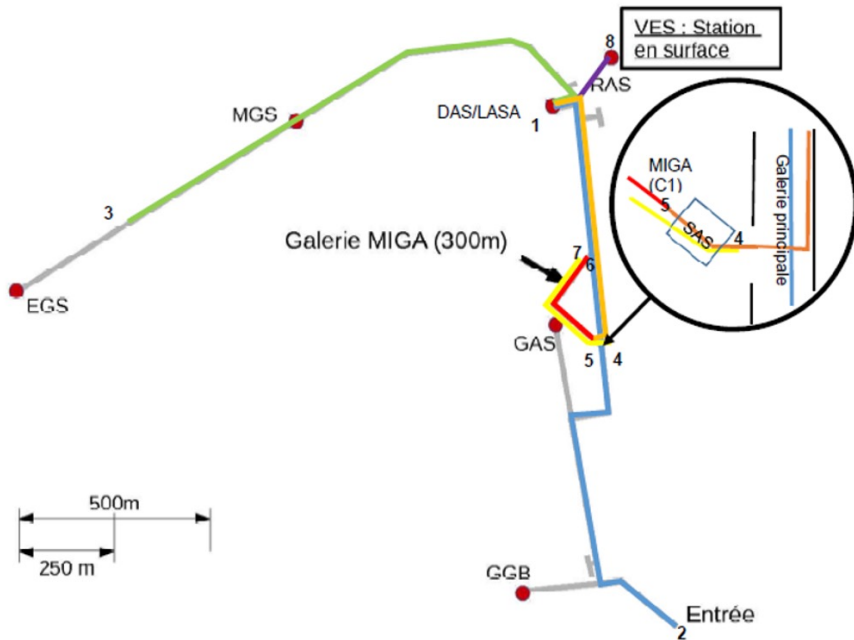 VES : Station
en surface
8
RAS
MGS
DAS/LASA
1
MIGA
(C1)
5
SAS
4
Galerie principale
3
Galerie MIGA (300m)
7
6
EGS
GAS
5
4
500m
250 m
GGB
Entrée
2